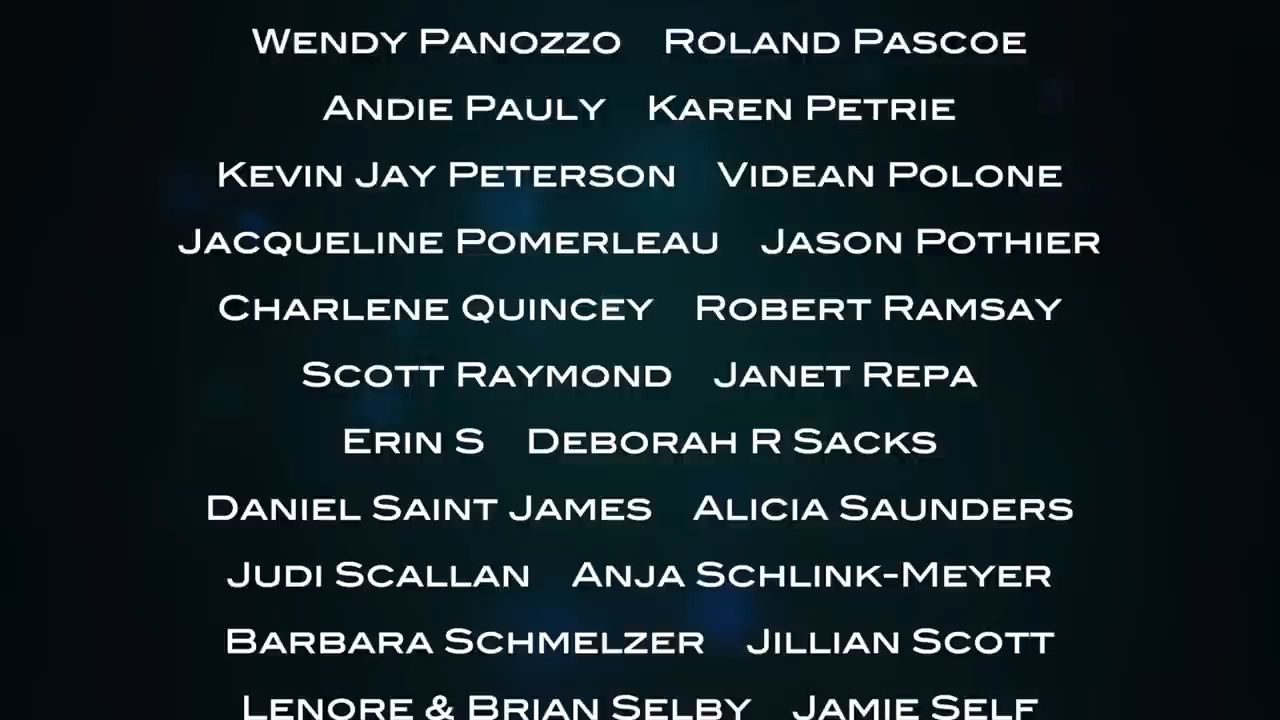 Wendy Panozzo Roland Pascoe
Andie Pauly Karen Petrie
Kevin Jay Peterson Videan Polone
Jacqueline Pomerleau Jason Pothier
Charlene Quincey Robert Ramsay
Scott Raymond Janet Repa
Erin S Deborah R Sacks
Daniel Saint James Alicia Saunders
Judi Scallan Anja Schlink-Meyer
Barbara Schmelzer Jillian Scott
Lenore & Brian Selby Jamie Self